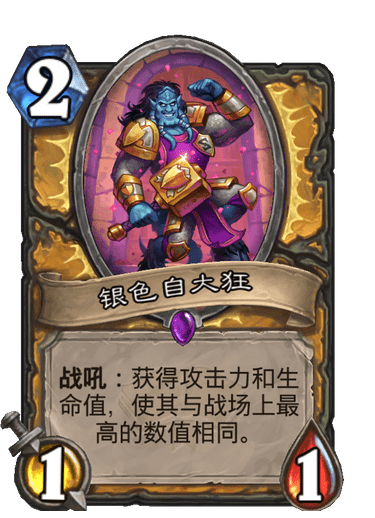 2
银色自大狂
战吼：获得攻击力和生
命值，使其与战场上最
高的数值相同。
1
1